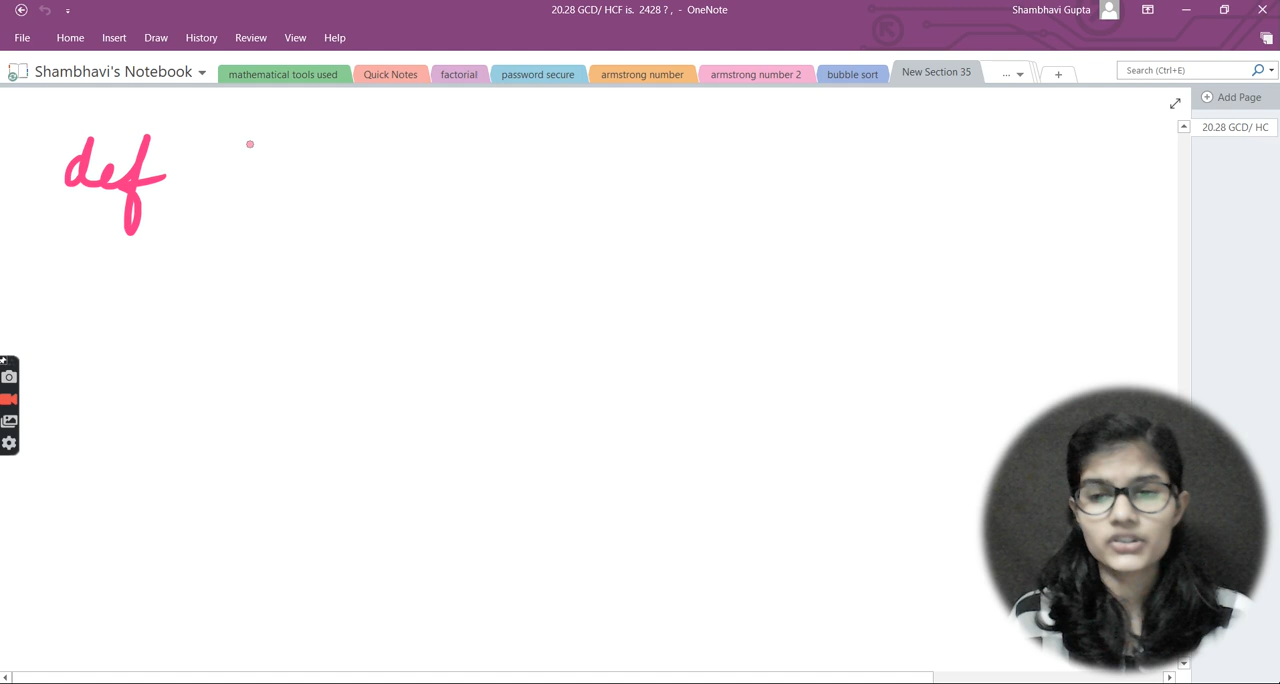 20.28 GCD/ HCF is.  2428 ? ,  -  OneNote
Shambhavi Gupta
File Home Insert Draw History Review View Help
Shambhavi's Notebook
mathematical tools used
Quick Notes
factorial
password secure
armstrong number
armstrong number 2
bubble sort
New Section 35
...
+
Search (Ctrl+E)
Add Page
20.28 GCD/ HC
def